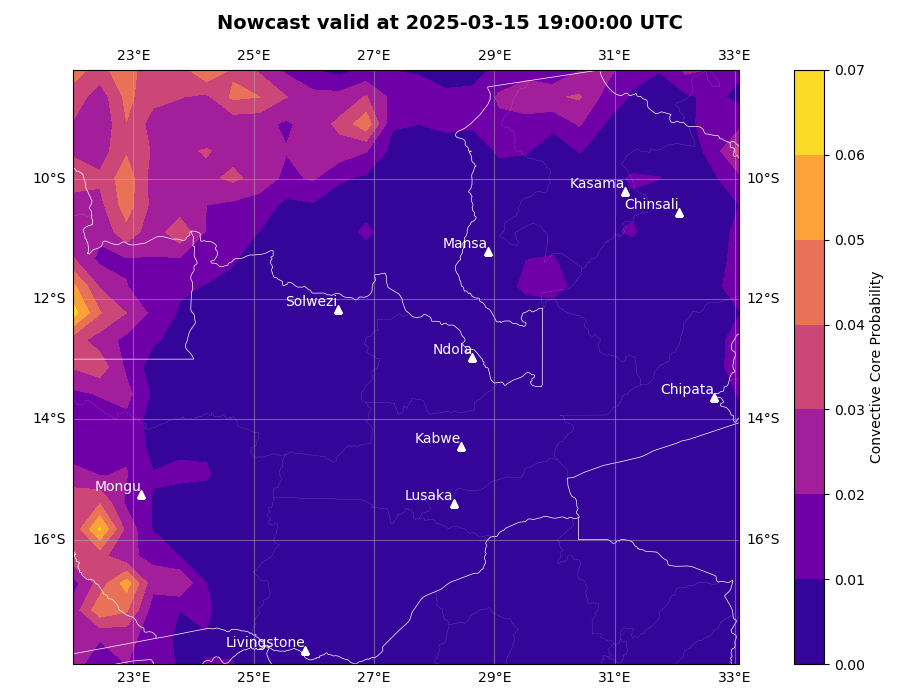 Nowcast valid at 2025-03-15 19:00:00 UTC
23°E 25°E 27°E 29°E 31°E 33°E
0.07
0.06
10°S Kasama 10°S
Chinsali
0.05
Mansa
12°S Solwezi 12°S
0.04
Ndola
Convective Core Probability
Chipata
0.03
14°S 14°S
Kabwe
Mongu
Lusaka
0.02
16°S 16°S
0.01
Livingstone
0.00
23°E 25°E 27°E 29°E 31°E 33°E